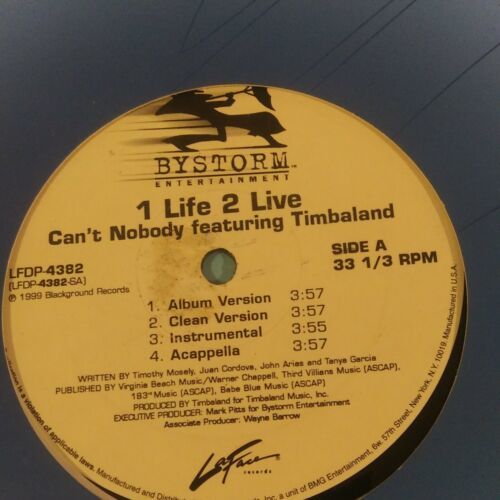 BYSTORM™
ENTERTAINMENT
1 Life 2 Live
Can't Nobody featuring Timbaland
LFDP-4382
(LFDP-4382-SA)
℗ 1999 Blackground Records
SIDE A
33 1/3 RPM
1. Album Version 3:57
2. Clean Version 3:57
3. Instrumental 3:55
4. Acappella 3:57
WRITTEN BY Timothy Mosely, Juan Cordova, John Arias and Tanya Garcia
PUBLISHED BY Virginia Beach Music/Warner Chappell, Third Villians Music (ASCAP),
183rd Music (ASCAP), Babe Blue Music (ASCAP)
PRODUCED BY Timbaland for Timbaland Music, Inc.
EXECUTIVE PRODUCER: Mark Pitts for Bystorm Entertainment
Associate Producer: Wayne Barrow
LaFace
records
is a violation of applicable laws. Manufactured and Distrib
Inc, a unit of BMG Entertainment, 6w. 57th Street, New York, N.Y. 10019. Manufactured in U.S.A.